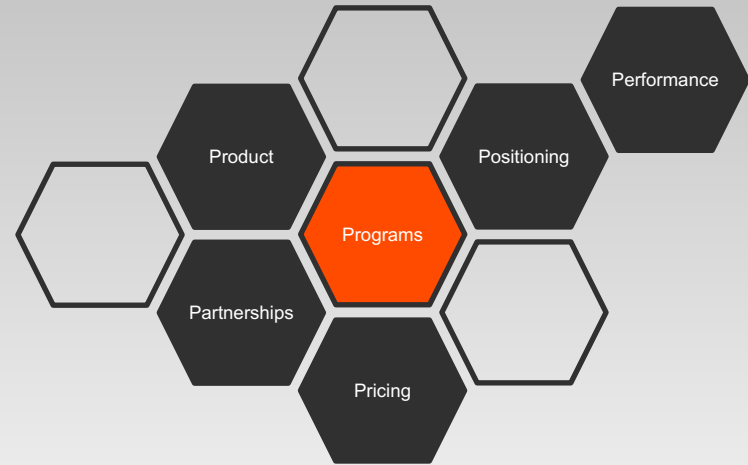 Performance
Product
Positioning
Programs
Partnerships
Pricing